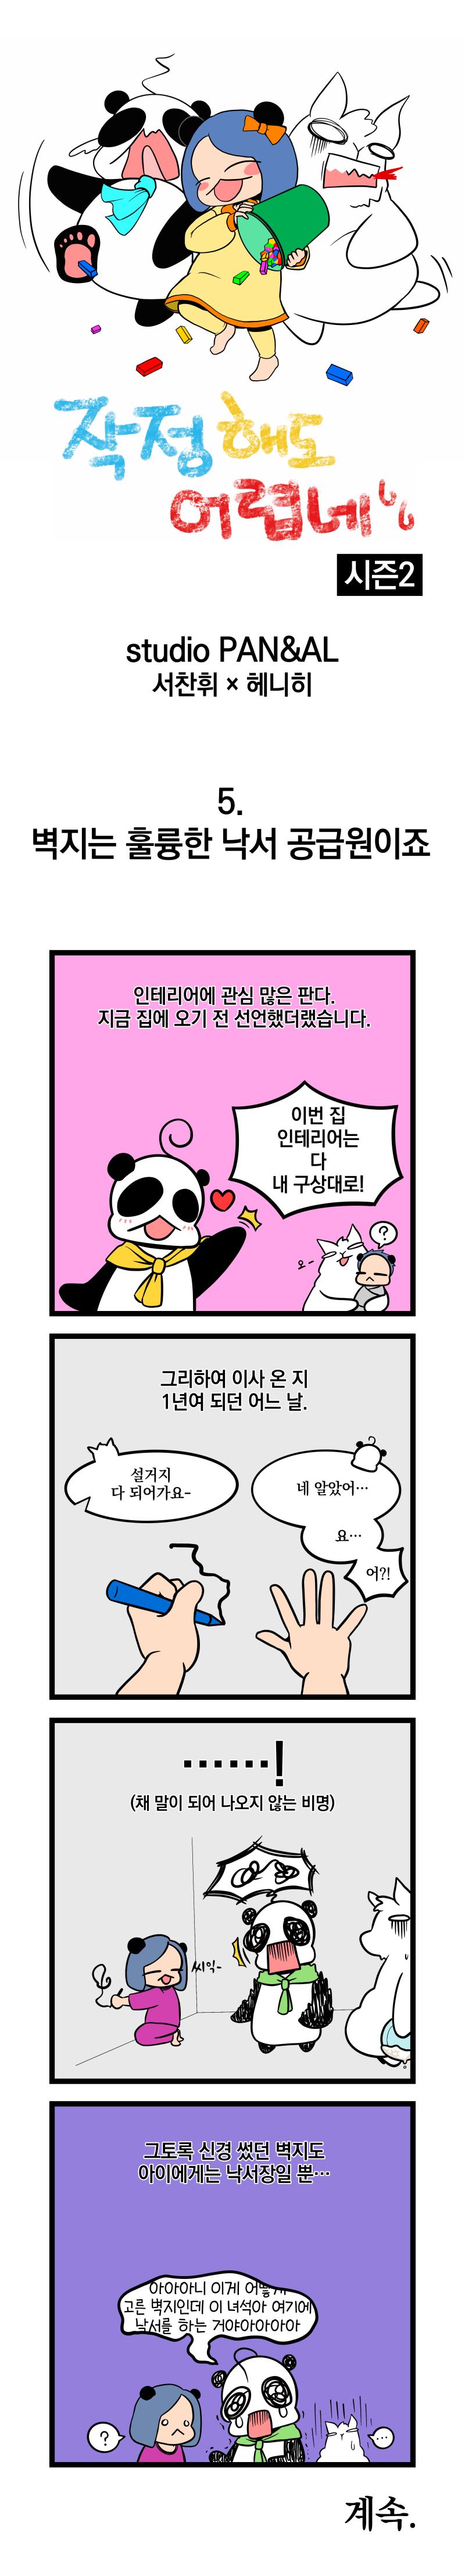 작정해도
어렵네
시즌2
studio PAN&AL
서찬휘 × 헤니히
5.
벽지는 훌륭한 낙서 공급원이죠
인테리어에 관심 많은 판다.
지금 집에 오기 전 선언했더랬습니다.
이번 집
인테리어는
다
내 구상대로!
?
오-
그리하여 이사 온 지
1년여 되던 어느 날.
설거지
다 되어가요-
네 알았어…
요…
어?!
……!
(채 말이 되어 나오지 않는 비명)
씨익-
그토록 신경 썼던 벽지도
아이에게는 낙서장일 뿐…
아아아니 이게 어떻게
고른 벽지인데 이 녀석아 여기에
낙서를 하는 거야아아아아
?
…
계속.